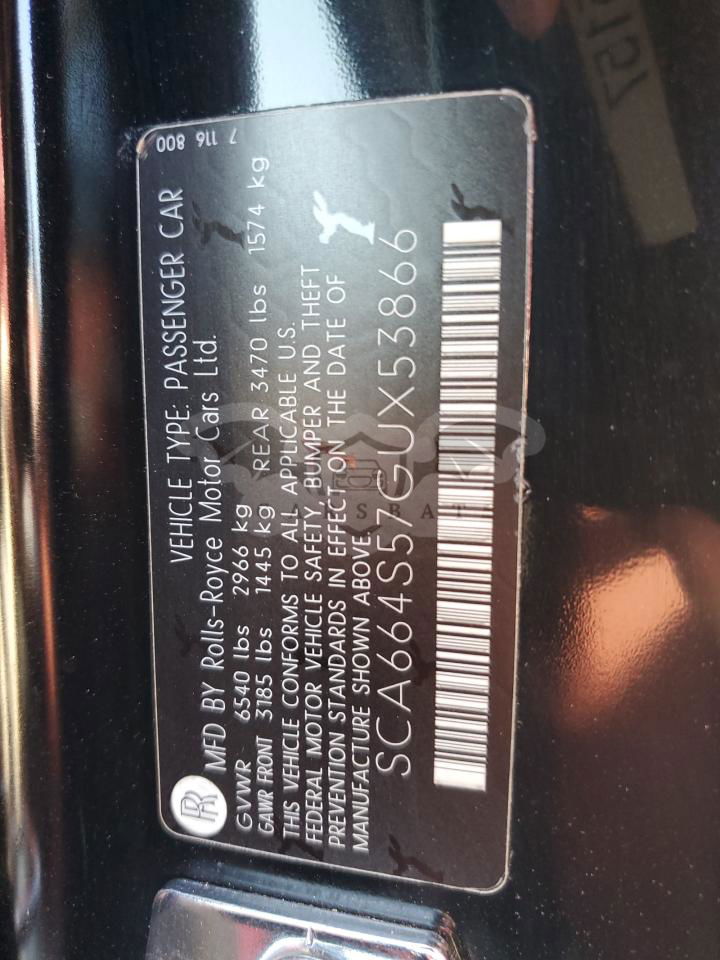 7 116 800
VEHICLE TYPE: PASSENGER CAR
RR MFD BY Rolls-Royce Motor Cars Ltd.
GVWR 6540 lbs 2966 kg
GAWR FRONT 3185 lbs 1445 kg REAR 3470 lbs 1574 kg
THIS VEHICLE CONFORMS TO ALL APPLICABLE U.S.
FEDERAL MOTOR VEHICLE SAFETY, BUMPER AND THEFT
PREVENTION STANDARDS IN EFFECT ON THE DATE OF
MANUFACTURE SHOWN ABOVE.
SCA664S57GUX53866